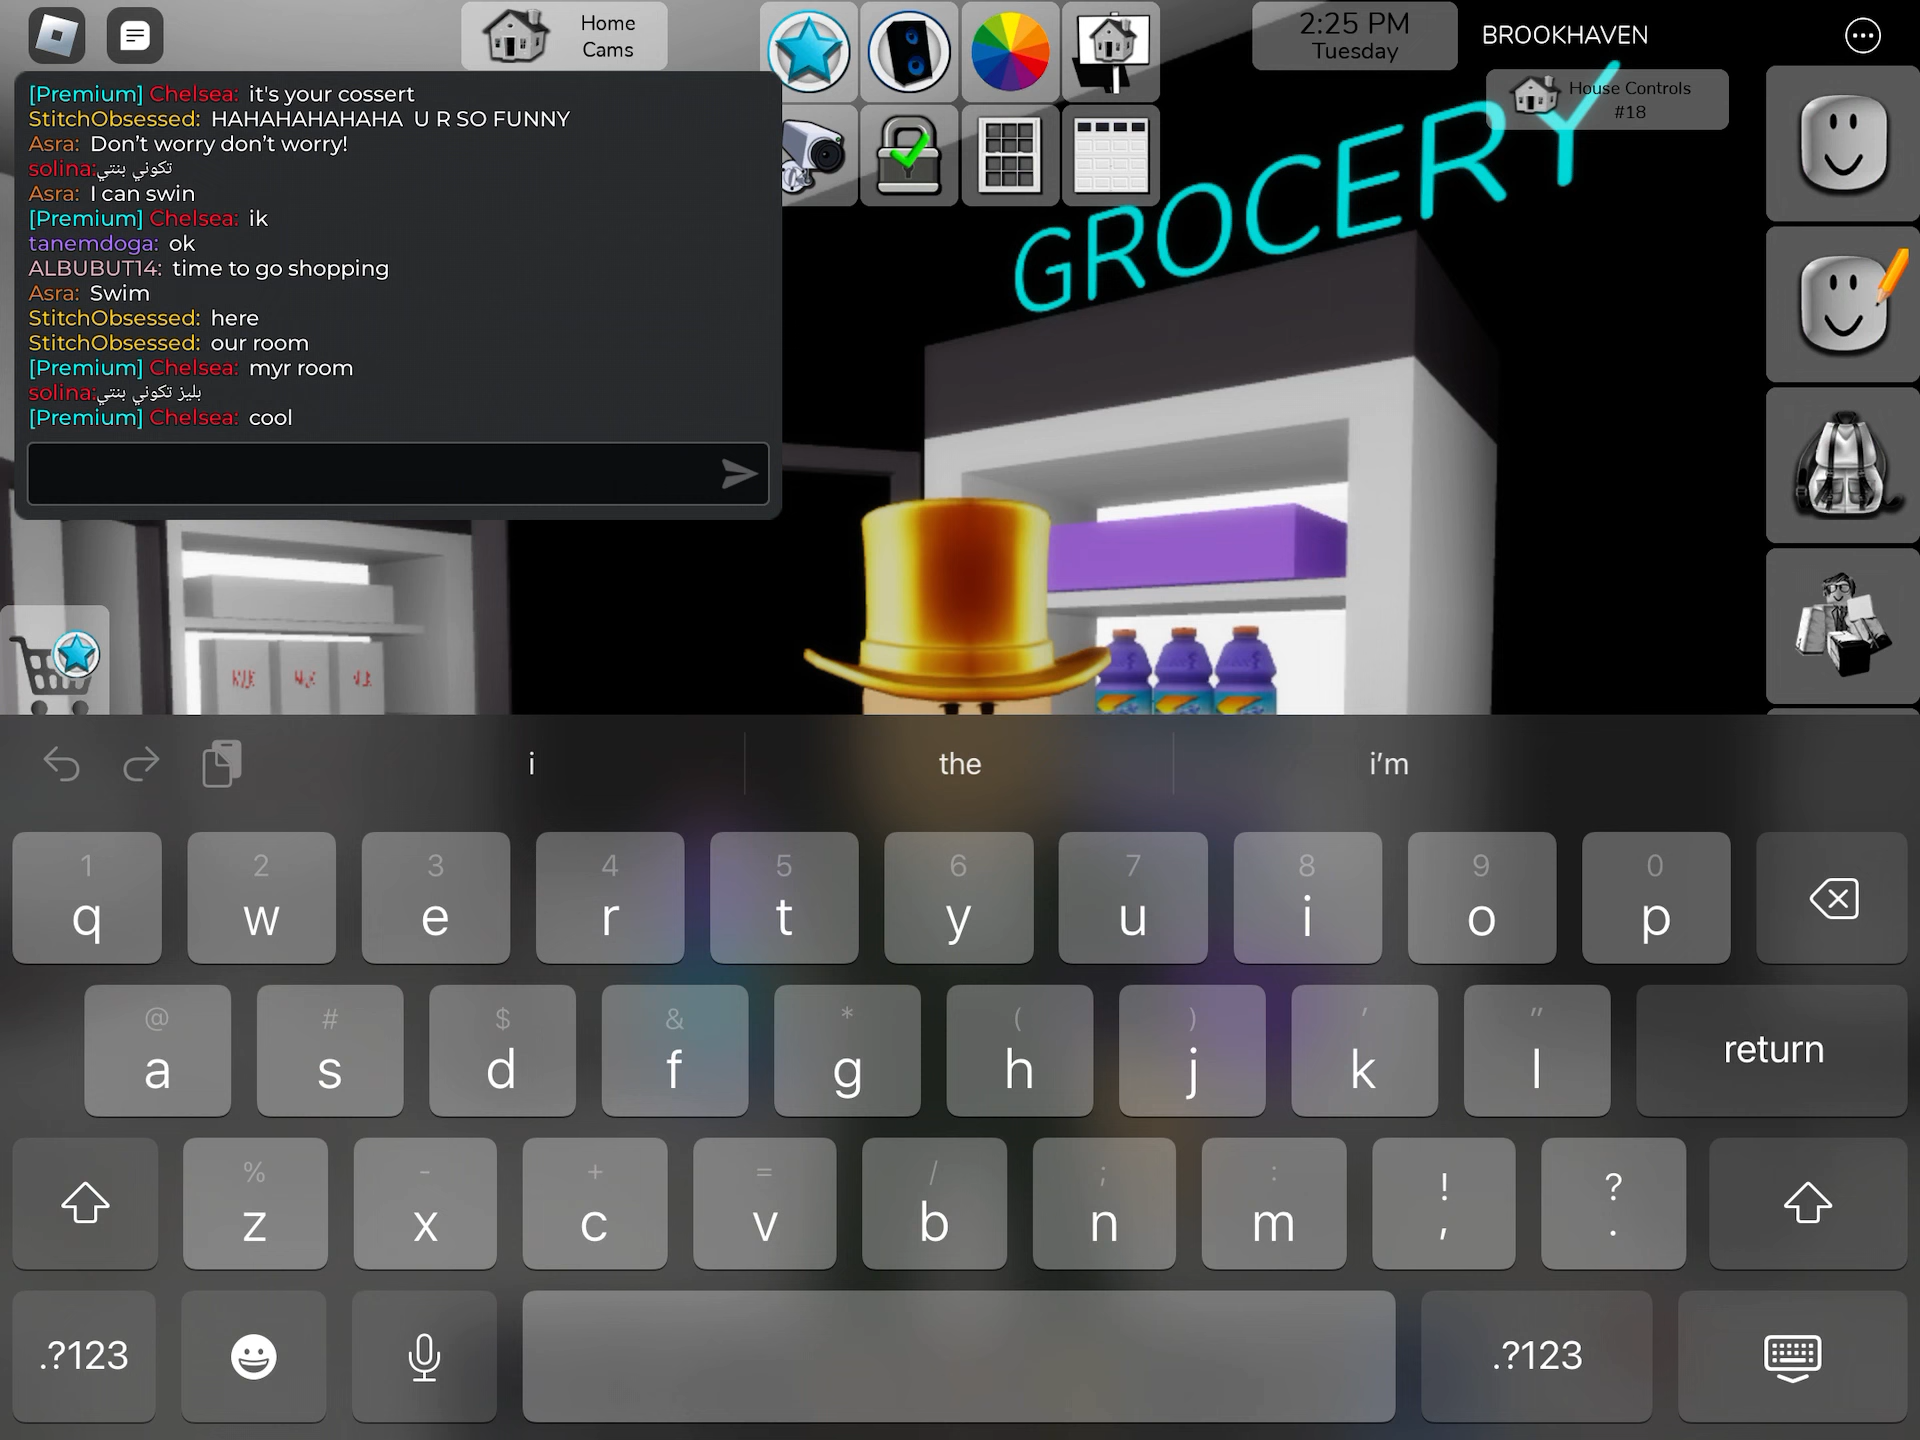 Home
Cams
2:25 PM
Tuesday
BROOKHAVEN
House Controls
#18
[Premium] Chelsea: it's your cossert
StitchObsessed: HAHAHAHAHAHA U R SO FUNNY
Asra: Don't worry don't worry!
solina: تكوني بنتي
Asra: I can swin
[Premium] Chelsea: ik
tanemdoga: ok
ALBUBUT14: time to go shopping
Asra: Swim
StitchObsessed: here
StitchObsessed: our room
[Premium] Chelsea: myr room
solina: بليز تكوني بنتي
[Premium] Chelsea: cool
GROCERY
i the i'm
1 2 3 4 5 6 7 8 9 0
q w e r t y u i o p
@ # $ & * ( ) ' "
a s d f g h j k l return
% - + = / ; : ! ?
z x c v b n m , .
.?123 .?123